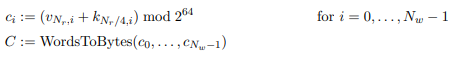 c_i := (v_{N_r,i} + k_{N_r/4,i}) mod 2^{64} for i = 0, . . . , N_w − 1
C := WordsToBytes(c_0, . . . , c_{N_w−1})